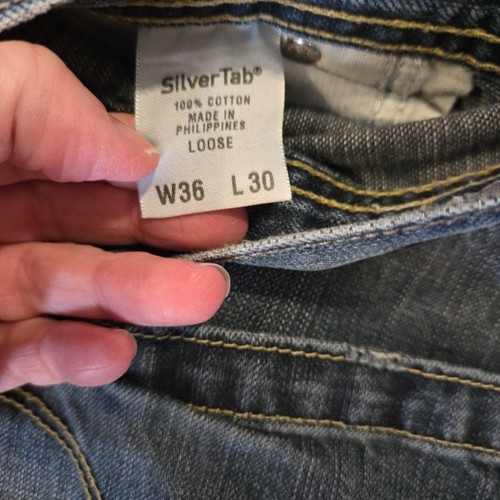 SilverTab®
100% COTTON
MADE IN
PHILIPPINES
LOOSE
W36 L30